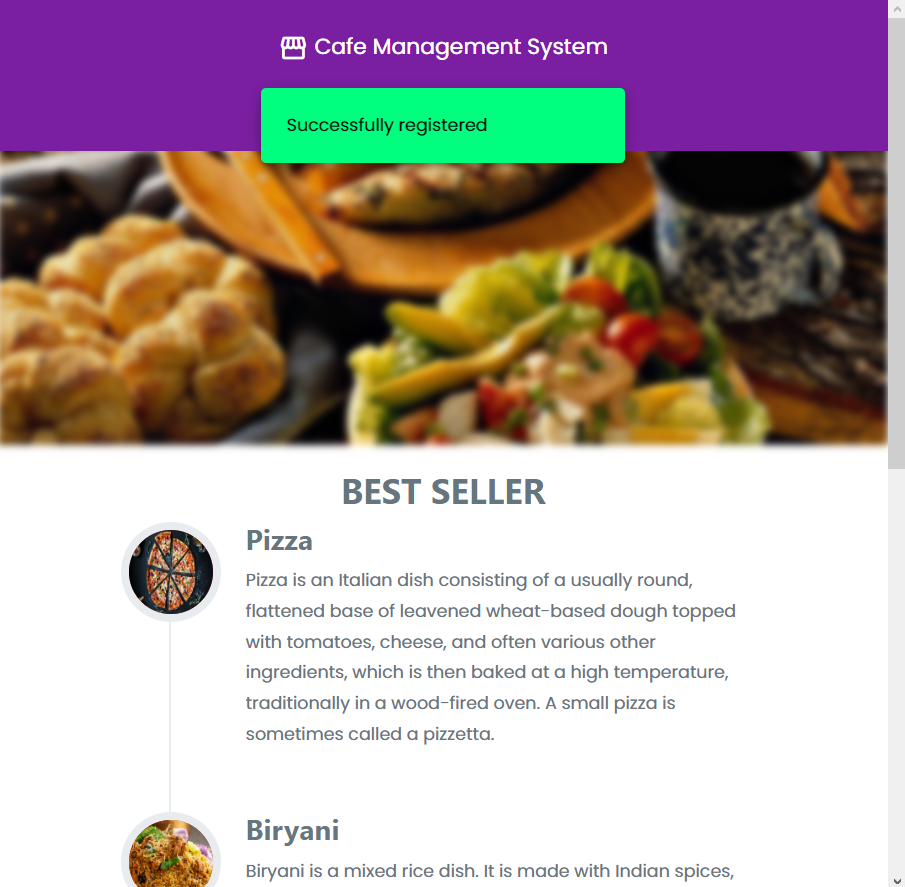 Cafe Management System
Successfully registered
BEST SELLER
Pizza
Pizza is an Italian dish consisting of a usually round,
flattened base of leavened wheat-based dough topped
with tomatoes, cheese, and often various other
ingredients, which is then baked at a high temperature,
traditionally in a wood-fired oven. A small pizza is
sometimes called a pizzetta.
Biryani
Biryani is a mixed rice dish. It is made with Indian spices,